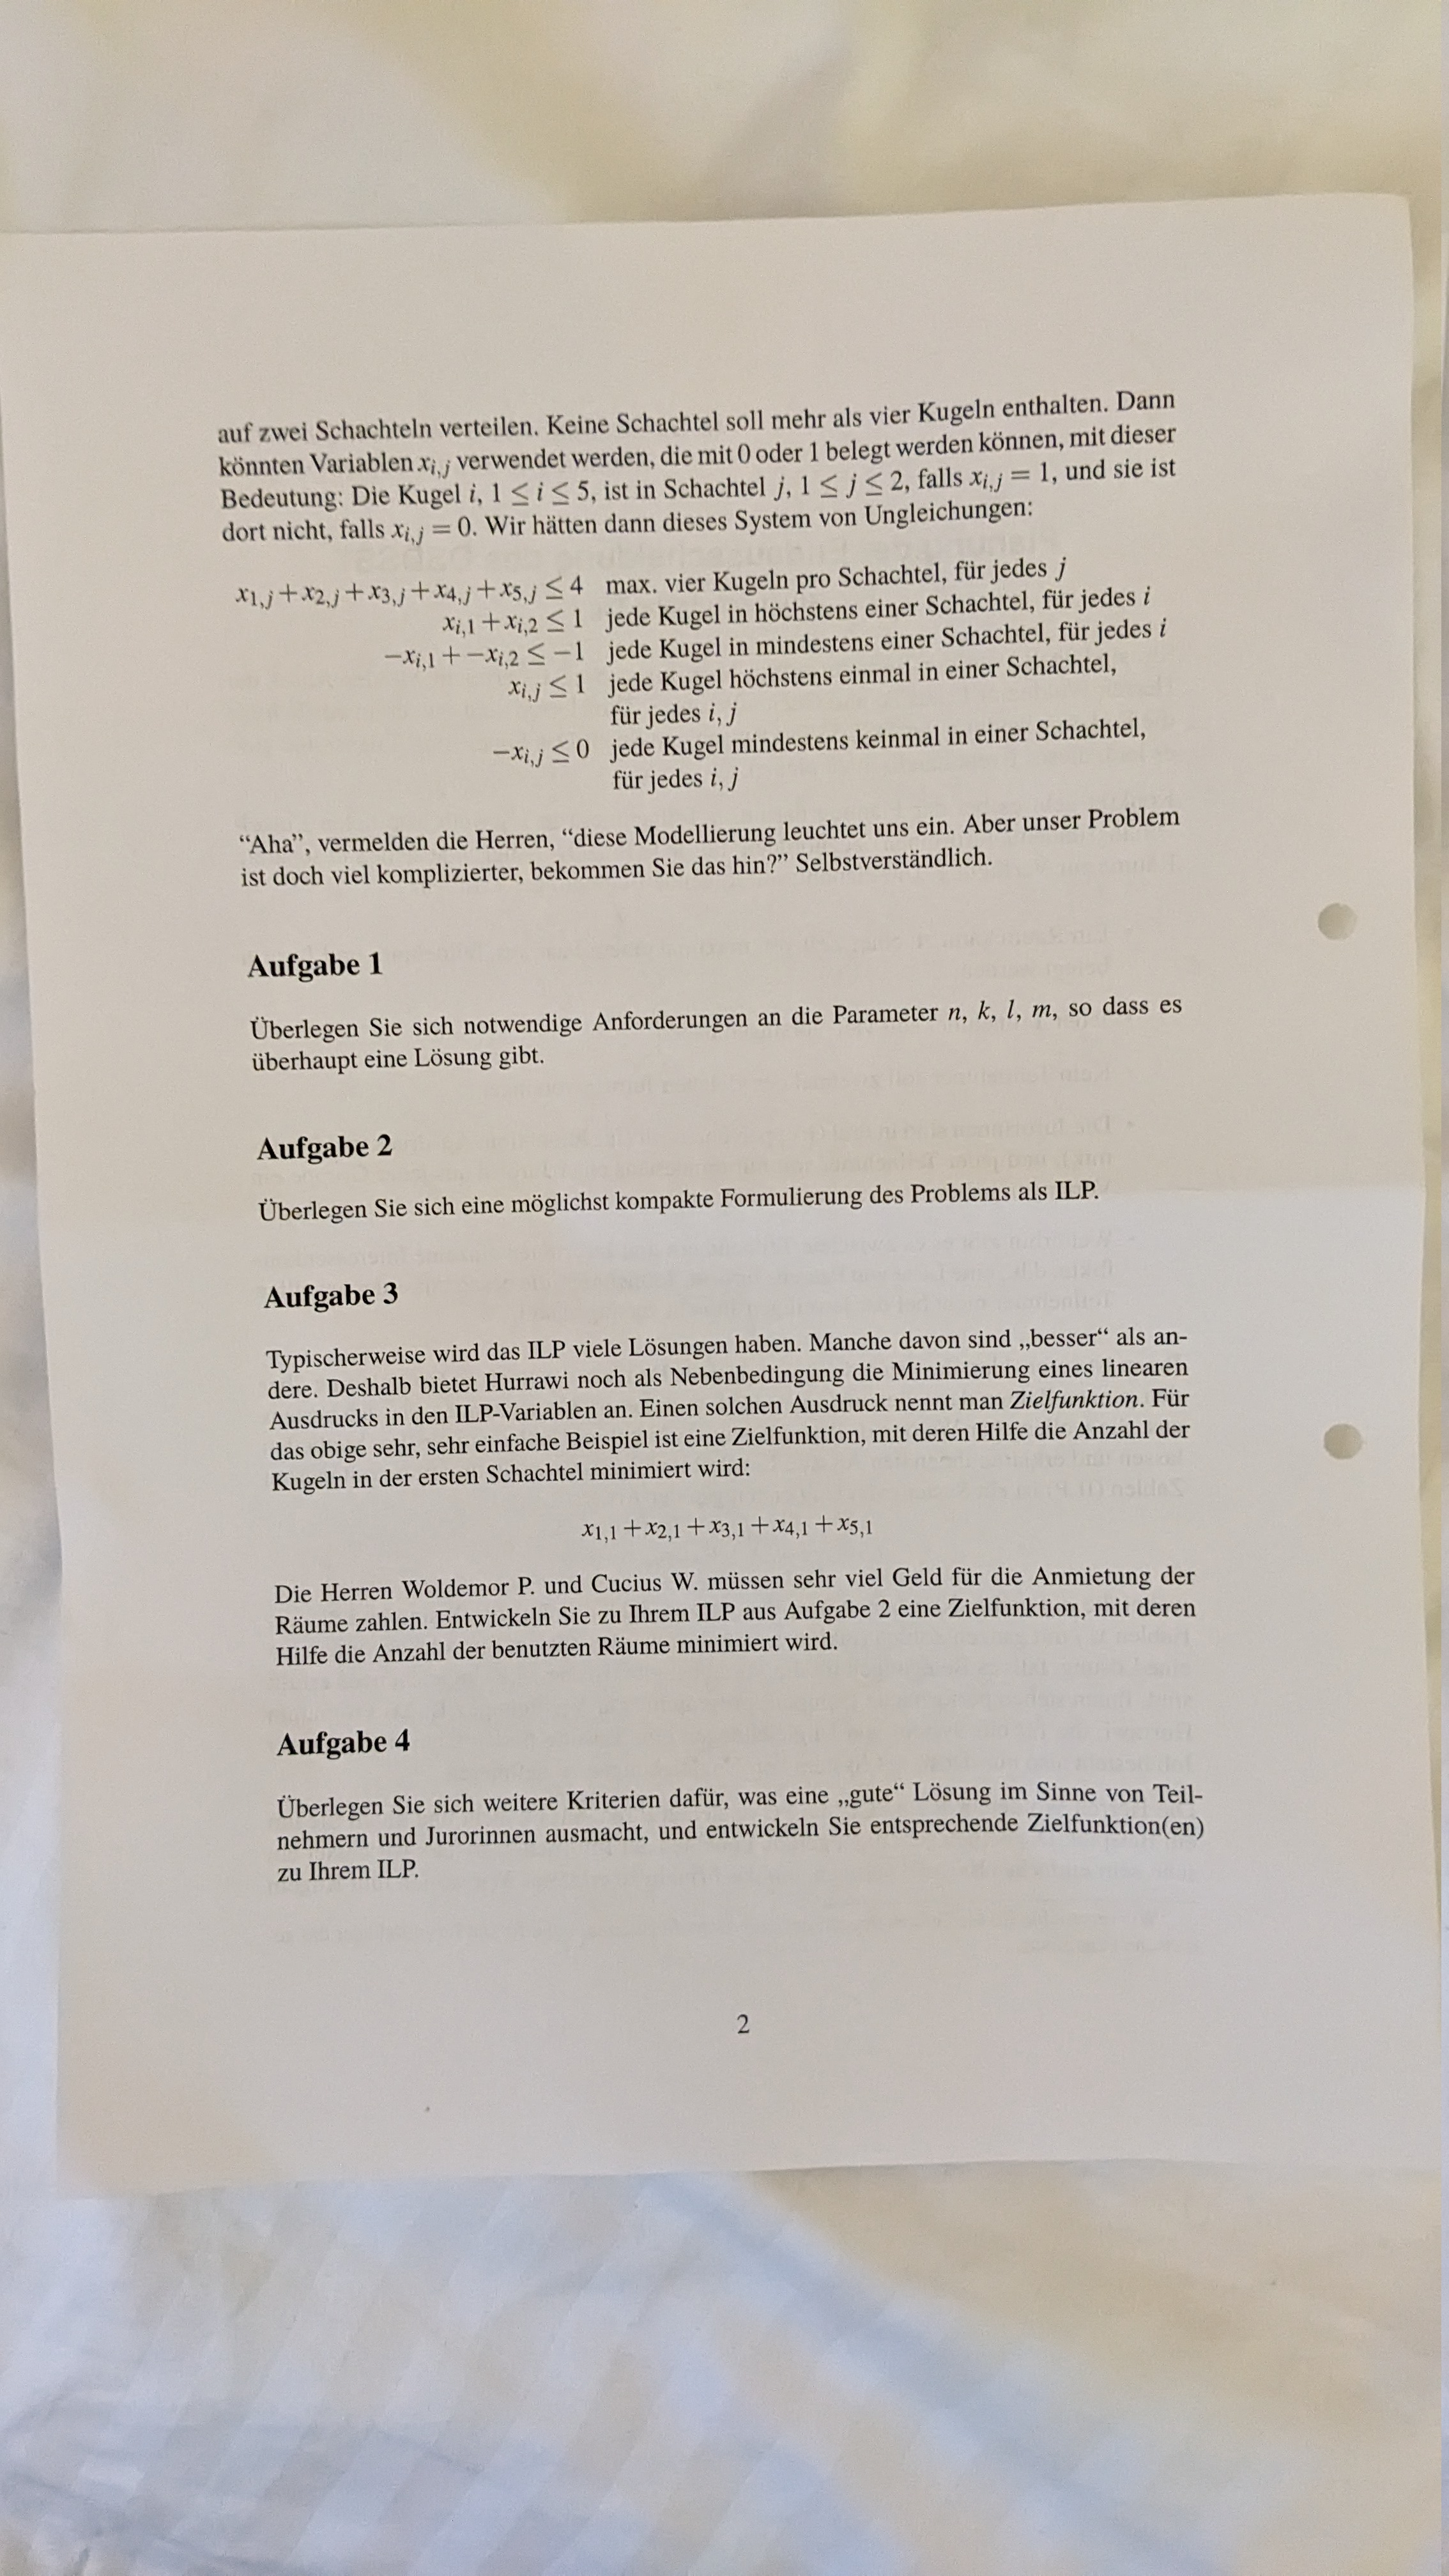 auf zwei Schachteln verteilen. Keine Schachtel soll mehr als vier Kugeln enthalten. Dann
könnten Variablen x_{i,j} verwendet werden, die mit 0 oder 1 belegt werden können, mit dieser
Bedeutung: Die Kugel i, 1 ≤ i ≤ 5, ist in Schachtel j, 1 ≤ j ≤ 2, falls x_{i,j} = 1, und sie ist
dort nicht, falls x_{i,j} = 0. Wir hätten dann dieses System von Ungleichungen:
x_{1,j} + x_{2,j} + x_{3,j} + x_{4,j} + x_{5,j} ≤ 4 max. vier Kugeln pro Schachtel, für jedes j
x_{i,1} + x_{i,2} ≤ 1 jede Kugel in höchstens einer Schachtel, für jedes i
−x_{i,1} + −x_{i,2} ≤ −1 jede Kugel in mindestens einer Schachtel, für jedes i
x_{i,j} ≤ 1 jede Kugel höchstens einmal in einer Schachtel,
für jedes i, j
−x_{i,j} ≤ 0 jede Kugel mindestens keinmal in einer Schachtel,
für jedes i, j
“Aha”, vermelden die Herren, “diese Modellierung leuchtet uns ein. Aber unser Problem
ist doch viel komplizierter, bekommen Sie das hin?” Selbstverständlich.
Aufgabe 1
Überlegen Sie sich notwendige Anforderungen an die Parameter n, k, l, m, so dass es
überhaupt eine Lösung gibt.
Aufgabe 2
Überlegen Sie sich eine möglichst kompakte Formulierung des Problems als ILP.
Aufgabe 3
Typischerweise wird das ILP viele Lösungen haben. Manche davon sind „besser“ als an-
dere. Deshalb bietet Hurrawi noch als Nebenbedingung die Minimierung eines linearen
Ausdrucks in den ILP-Variablen an. Einen solchen Ausdruck nennt man Zielfunktion. Für
das obige sehr, sehr einfache Beispiel ist eine Zielfunktion, mit deren Hilfe die Anzahl der
Kugeln in der ersten Schachtel minimiert wird:
x_{1,1} + x_{2,1} + x_{3,1} + x_{4,1} + x_{5,1}
Die Herren Woldemor P. und Cucius W. müssen sehr viel Geld für die Anmietung der
Räume zahlen. Entwickeln Sie zu Ihrem ILP aus Aufgabe 2 eine Zielfunktion, mit deren
Hilfe die Anzahl der benutzten Räume minimiert wird.
Aufgabe 4
Überlegen Sie sich weitere Kriterien dafür, was eine „gute“ Lösung im Sinne von Teil-
nehmern und Jurorinnen ausmacht, und entwickeln Sie entsprechende Zielfunktion(en)
zu Ihrem ILP.
2